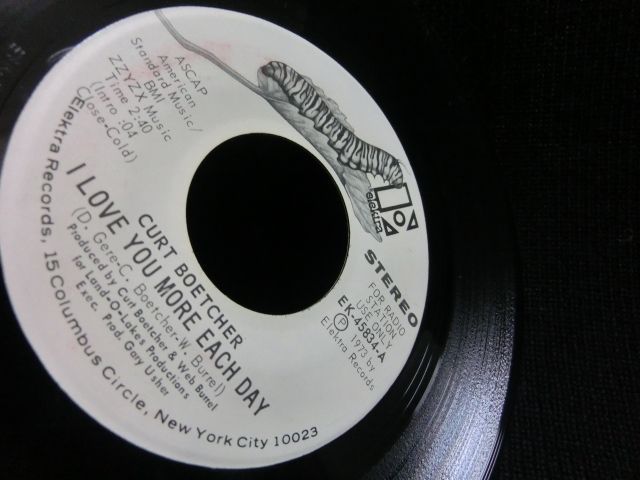 ASCAP
American
Standard Music/
BMI
ZZYZX Music
Time 2:40
(Intro :04
Close-Cold)
elektra
STEREO
FOR RADIO
STATION
USE ONLY
EK-45834-A
Ⓟ 1973 by
Elektra Records
CURT BOETCHER
I LOVE YOU MORE EACH DAY
(D. Gere-C. Boetcher-W. Burrel)
Produced by Curt Boetcher & Web Burrel
for Land-O-Lakes Productions
Exec. Prod. Gary Usher
Elektra Records, 15 Columbus Circle, New York City 10023